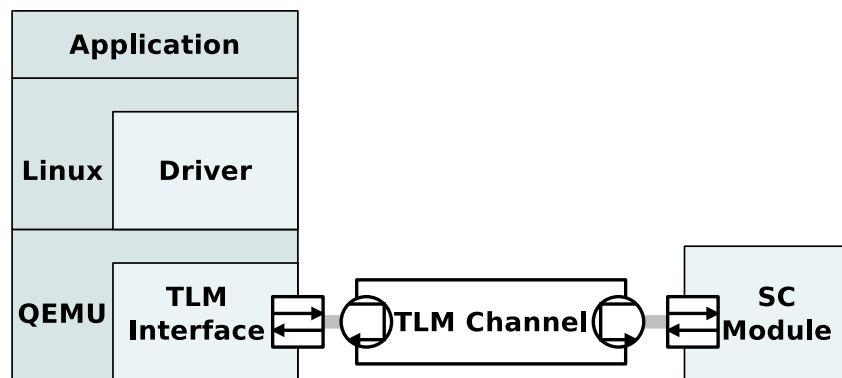 Application
Linux
Driver
QEMU
TLM
Interface
TLM Channel
SC
Module